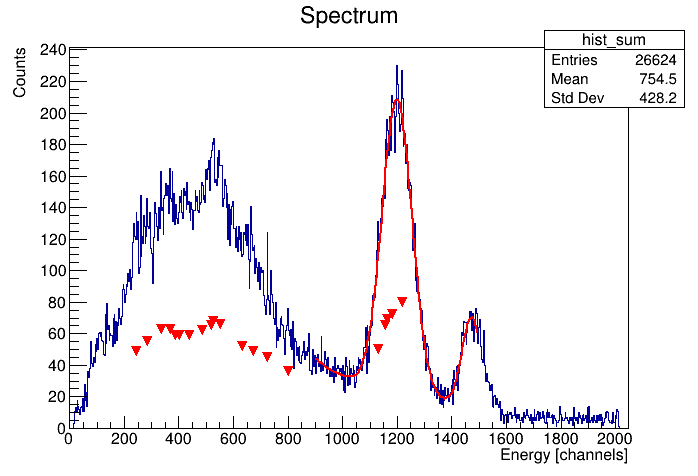 Spectrum
hist_sum
Entries 26624
Mean 754.5
Std Dev 428.2
Counts
240
220
200
180
160
140
120
100
80
60
40
20
0
0 200 400 600 800 1000 1200 1400 1600 1800 2000
Energy [channels]